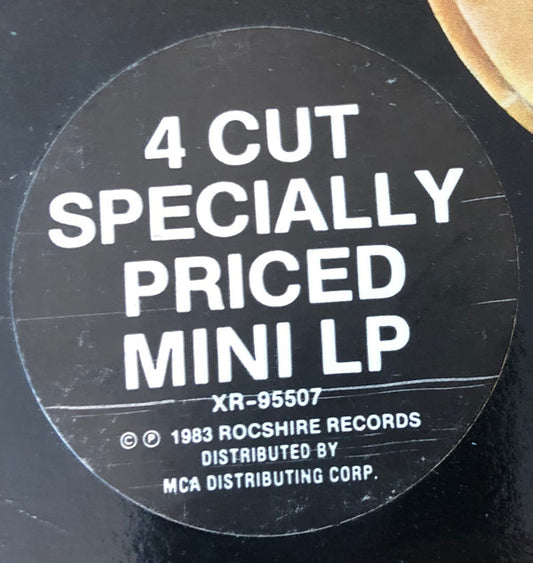 4 CUT
SPECIALLY
PRICED
MINI LP
XR-95507
© ℗ 1983 ROCSHIRE RECORDS
DISTRIBUTED BY
MCA DISTRIBUTING CORP.